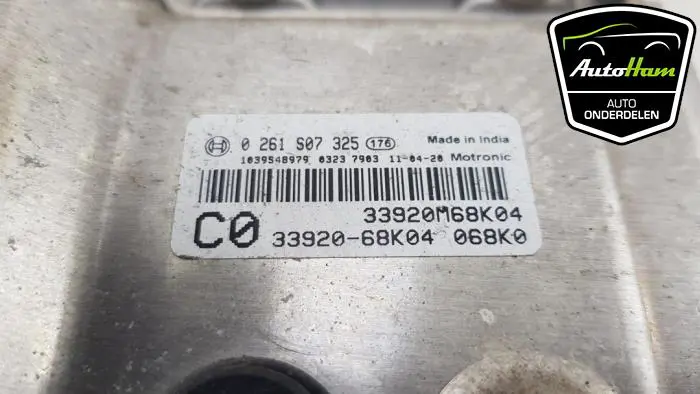 AutoHam
AUTO
ONDERDELEN
BOSCH
0 261 S07 325 176 Made in India
1039S48979 0323 7903 11-04-20 Motronic
33920M68K04
C0 33920-68K04 068K0